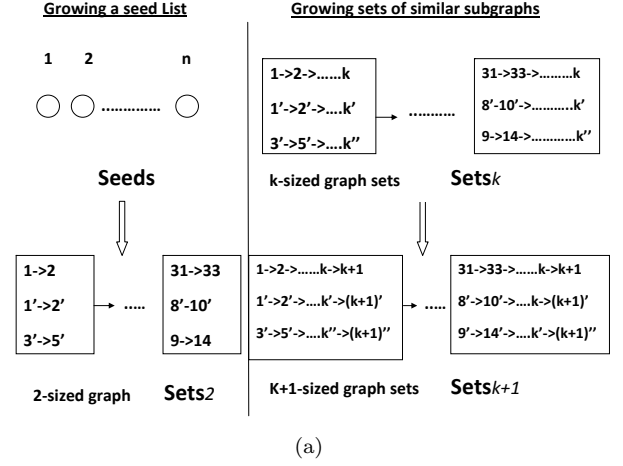 Growing a seed List
1 2 n
.............
Seeds
1->2
1'->2'
3'->5'
.....
31->33
8'-10'
9->14
2-sized graph Sets2
Growing sets of similar subgraphs
1->2->......k
1'->2'->....k'
3'->5'->....k''
...........
31->33->.........k
8'-10'->...........k'
9->14->............k''
k-sized graph sets Setsk
1->2->......k->k+1
1'->2'->....k'->(k+1)'
3'->5'->....k''->(k+1)''
.....
31->33->......k->k+1
8'->10'->....k->(k+1)'
9'->14'->....k'->(k+1)''
K+1-sized graph sets Setsk+1
(a)